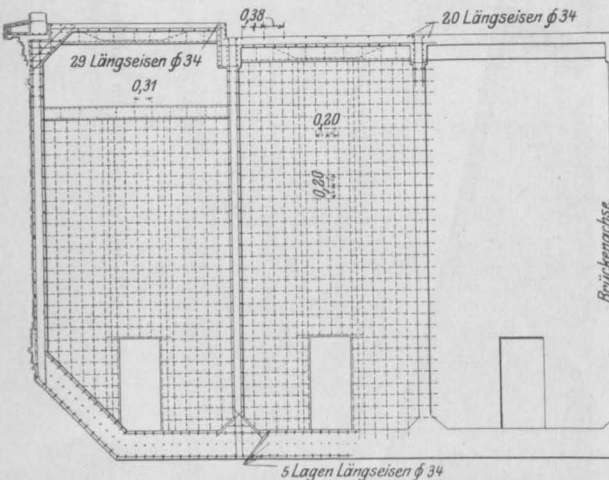 0,38
20 Längseisen ϕ 34
29 Längseisen ϕ 34
0,31
0,20
0,20
Brückenachse
5 Lagen Längseisen ϕ 34